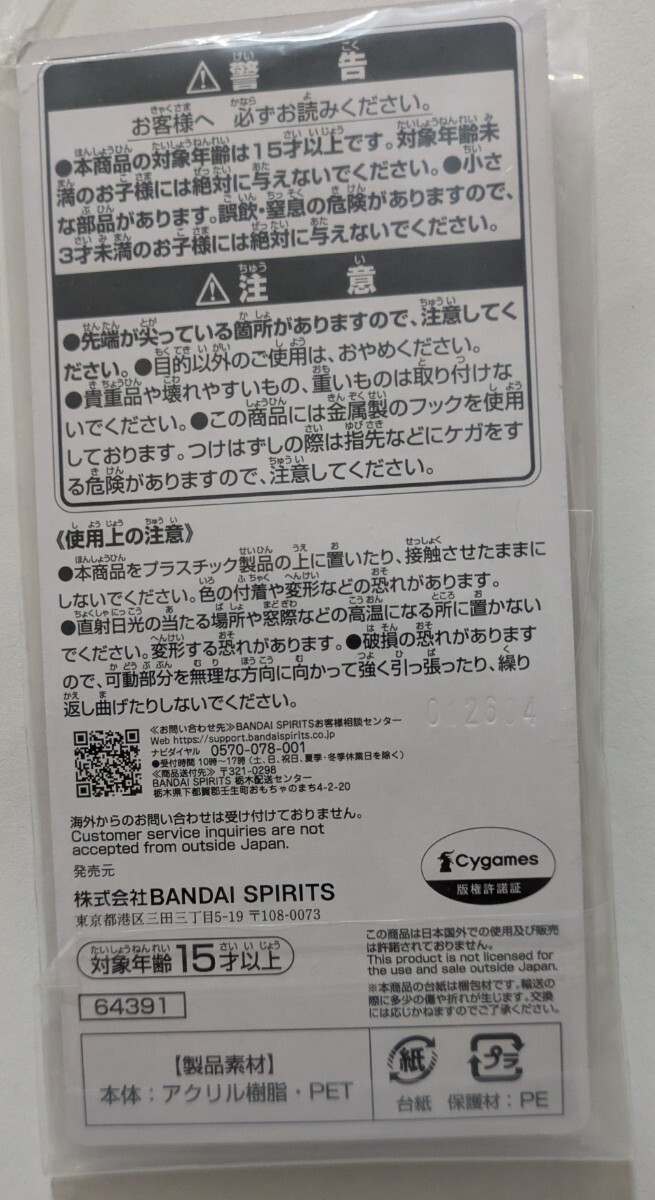 ⚠警告
お客様へ 必ずお読みください。
●本商品の対象年齢は15才以上です。対象年齢未
満のお子様には絶対に与えないでください。●小さ
な部品があります。誤飲・窒息の危険がありますので、
3才未満のお子様には絶対に与えないでください。
⚠注意
●先端が尖っている箇所がありますので、注意してく
ださい。●目的以外のご使用は、おやめください。
●貴重品や壊れやすいもの、重いものは取り付けな
いでください。●この商品には金属製のフックを使用
しております。つけはずしの際は指先などにケガをす
る危険がありますので、注意してください。
《使用上の注意》
●本商品をプラスチック製品の上に置いたり、接触させたままに
しないでください。色の付着や変形などの恐れがあります。
●直射日光の当たる場所や窓際などの高温になる所に置かない
でください。変形する恐れがあります。●破損の恐れがあります
ので、可動部分を無理な方向に向かって強く引っ張ったり、繰り
返し曲げたりしないでください。
≪お問い合わせ先≫BANDAI SPIRITSお客様相談センター
Web https://support.bandaispirits.co.jp
ナビダイヤル 0570-078-001
●受付時間 10時〜17時(土、日、祝日、夏季・冬季休業日を除く)
≪商品送付先≫〒321-0298
BANDAI SPIRITS 栃木配送センター
栃木県下都賀郡壬生町おもちゃのまち4-2-20
海外からのお問い合わせは受け付けておりません。
Customer service inquiries are not
accepted from outside Japan.
発売元
株式会社BANDAI SPIRITS
東京都港区三田三丁目5-19 〒108-0073
Cygames
版権許諾証
対象年齢15才以上
64391
この商品は日本国外での使用及び販売
は許諾されておりません。
This product is not licensed for
the use and sale outside Japan.
※本商品の台紙は梱包材です。輸送の
際に多少の傷や折れが生じます。交換
には応じかねますのでご了承ください。
【製品素材】
本体：アクリル樹脂・PET
紙
プラ
台紙 保護材：PE